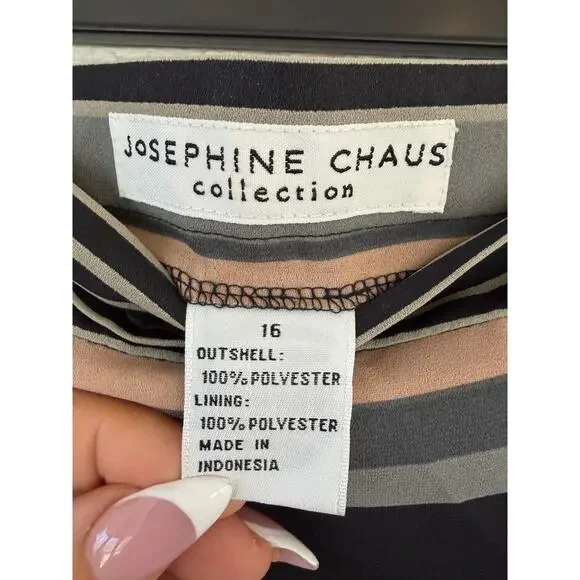 JoSEPHINE CHAUS
collection
16
OUTSHELL:
100% POLYESTER
LINING:
100% POLYESTER
MADE IN
INDONESIA